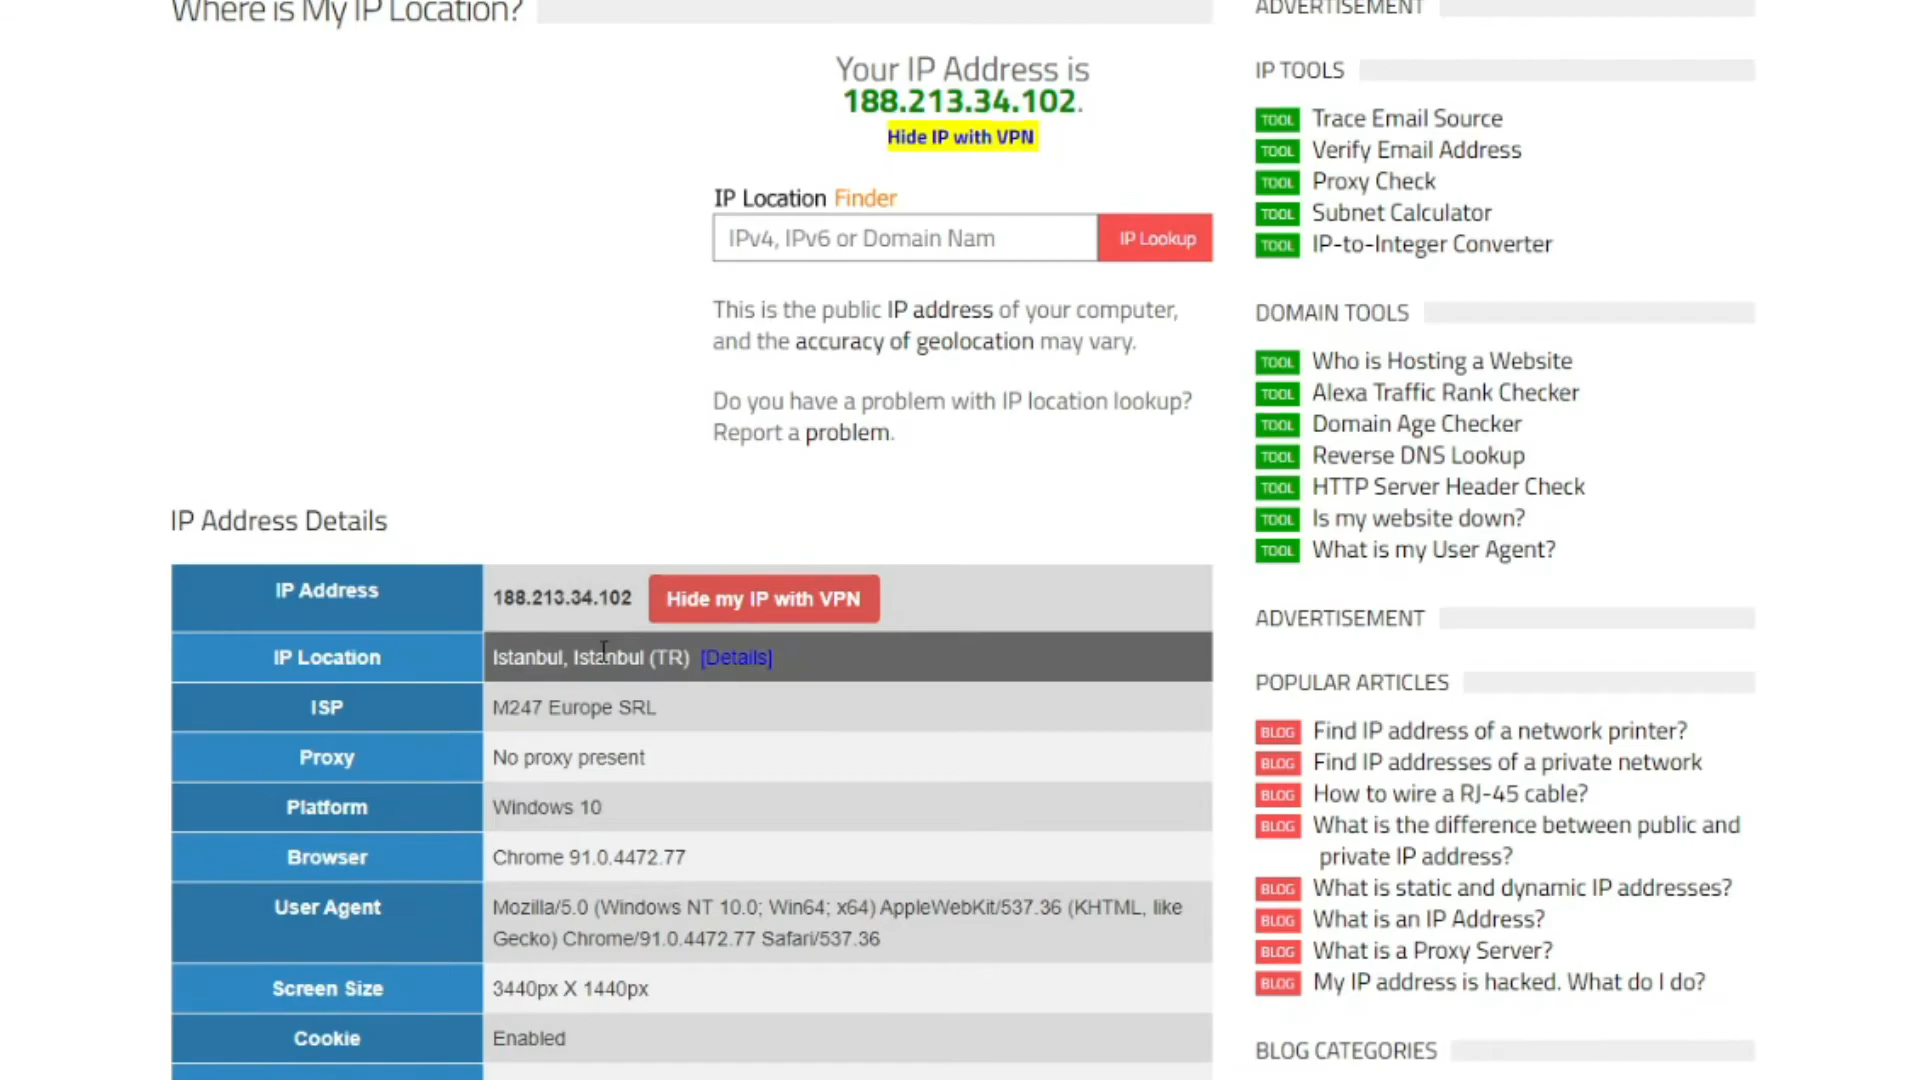 Where is My IP Location?
Your IP Address is
188.213.34.102.
Hide IP with VPN
IP Location Finder
IPv4, IPv6 or Domain Nam
IP Lookup
This is the public IP address of your computer,
and the accuracy of geolocation may vary.
Do you have a problem with IP location lookup?
Report a problem.
IP Address Details
IP Address
188.213.34.102
Hide my IP with VPN
IP Location
Istanbul, Istanbul (TR) [Details]
ISP
M247 Europe SRL
Proxy
No proxy present
Platform
Windows 10
Browser
Chrome 91.0.4472.77
User Agent
Mozilla/5.0 (Windows NT 10.0; Win64; x64) AppleWebKit/537.36 (KHTML, like
Gecko) Chrome/91.0.4472.77 Safari/537.36
Screen Size
3440px X 1440px
Cookie
Enabled
ADVERTISEMENT
IP TOOLS
TOOL Trace Email Source
TOOL Verify Email Address
TOOL Proxy Check
TOOL Subnet Calculator
TOOL IP-to-Integer Converter
DOMAIN TOOLS
TOOL Who is Hosting a Website
TOOL Alexa Traffic Rank Checker
TOOL Domain Age Checker
TOOL Reverse DNS Lookup
TOOL HTTP Server Header Check
TOOL Is my website down?
TOOL What is my User Agent?
ADVERTISEMENT
POPULAR ARTICLES
BLOG Find IP address of a network printer?
BLOG Find IP addresses of a private network
BLOG How to wire a RJ-45 cable?
BLOG What is the difference between public and
private IP address?
BLOG What is static and dynamic IP addresses?
BLOG What is an IP Address?
BLOG What is a Proxy Server?
BLOG My IP address is hacked. What do I do?
BLOG CATEGORIES